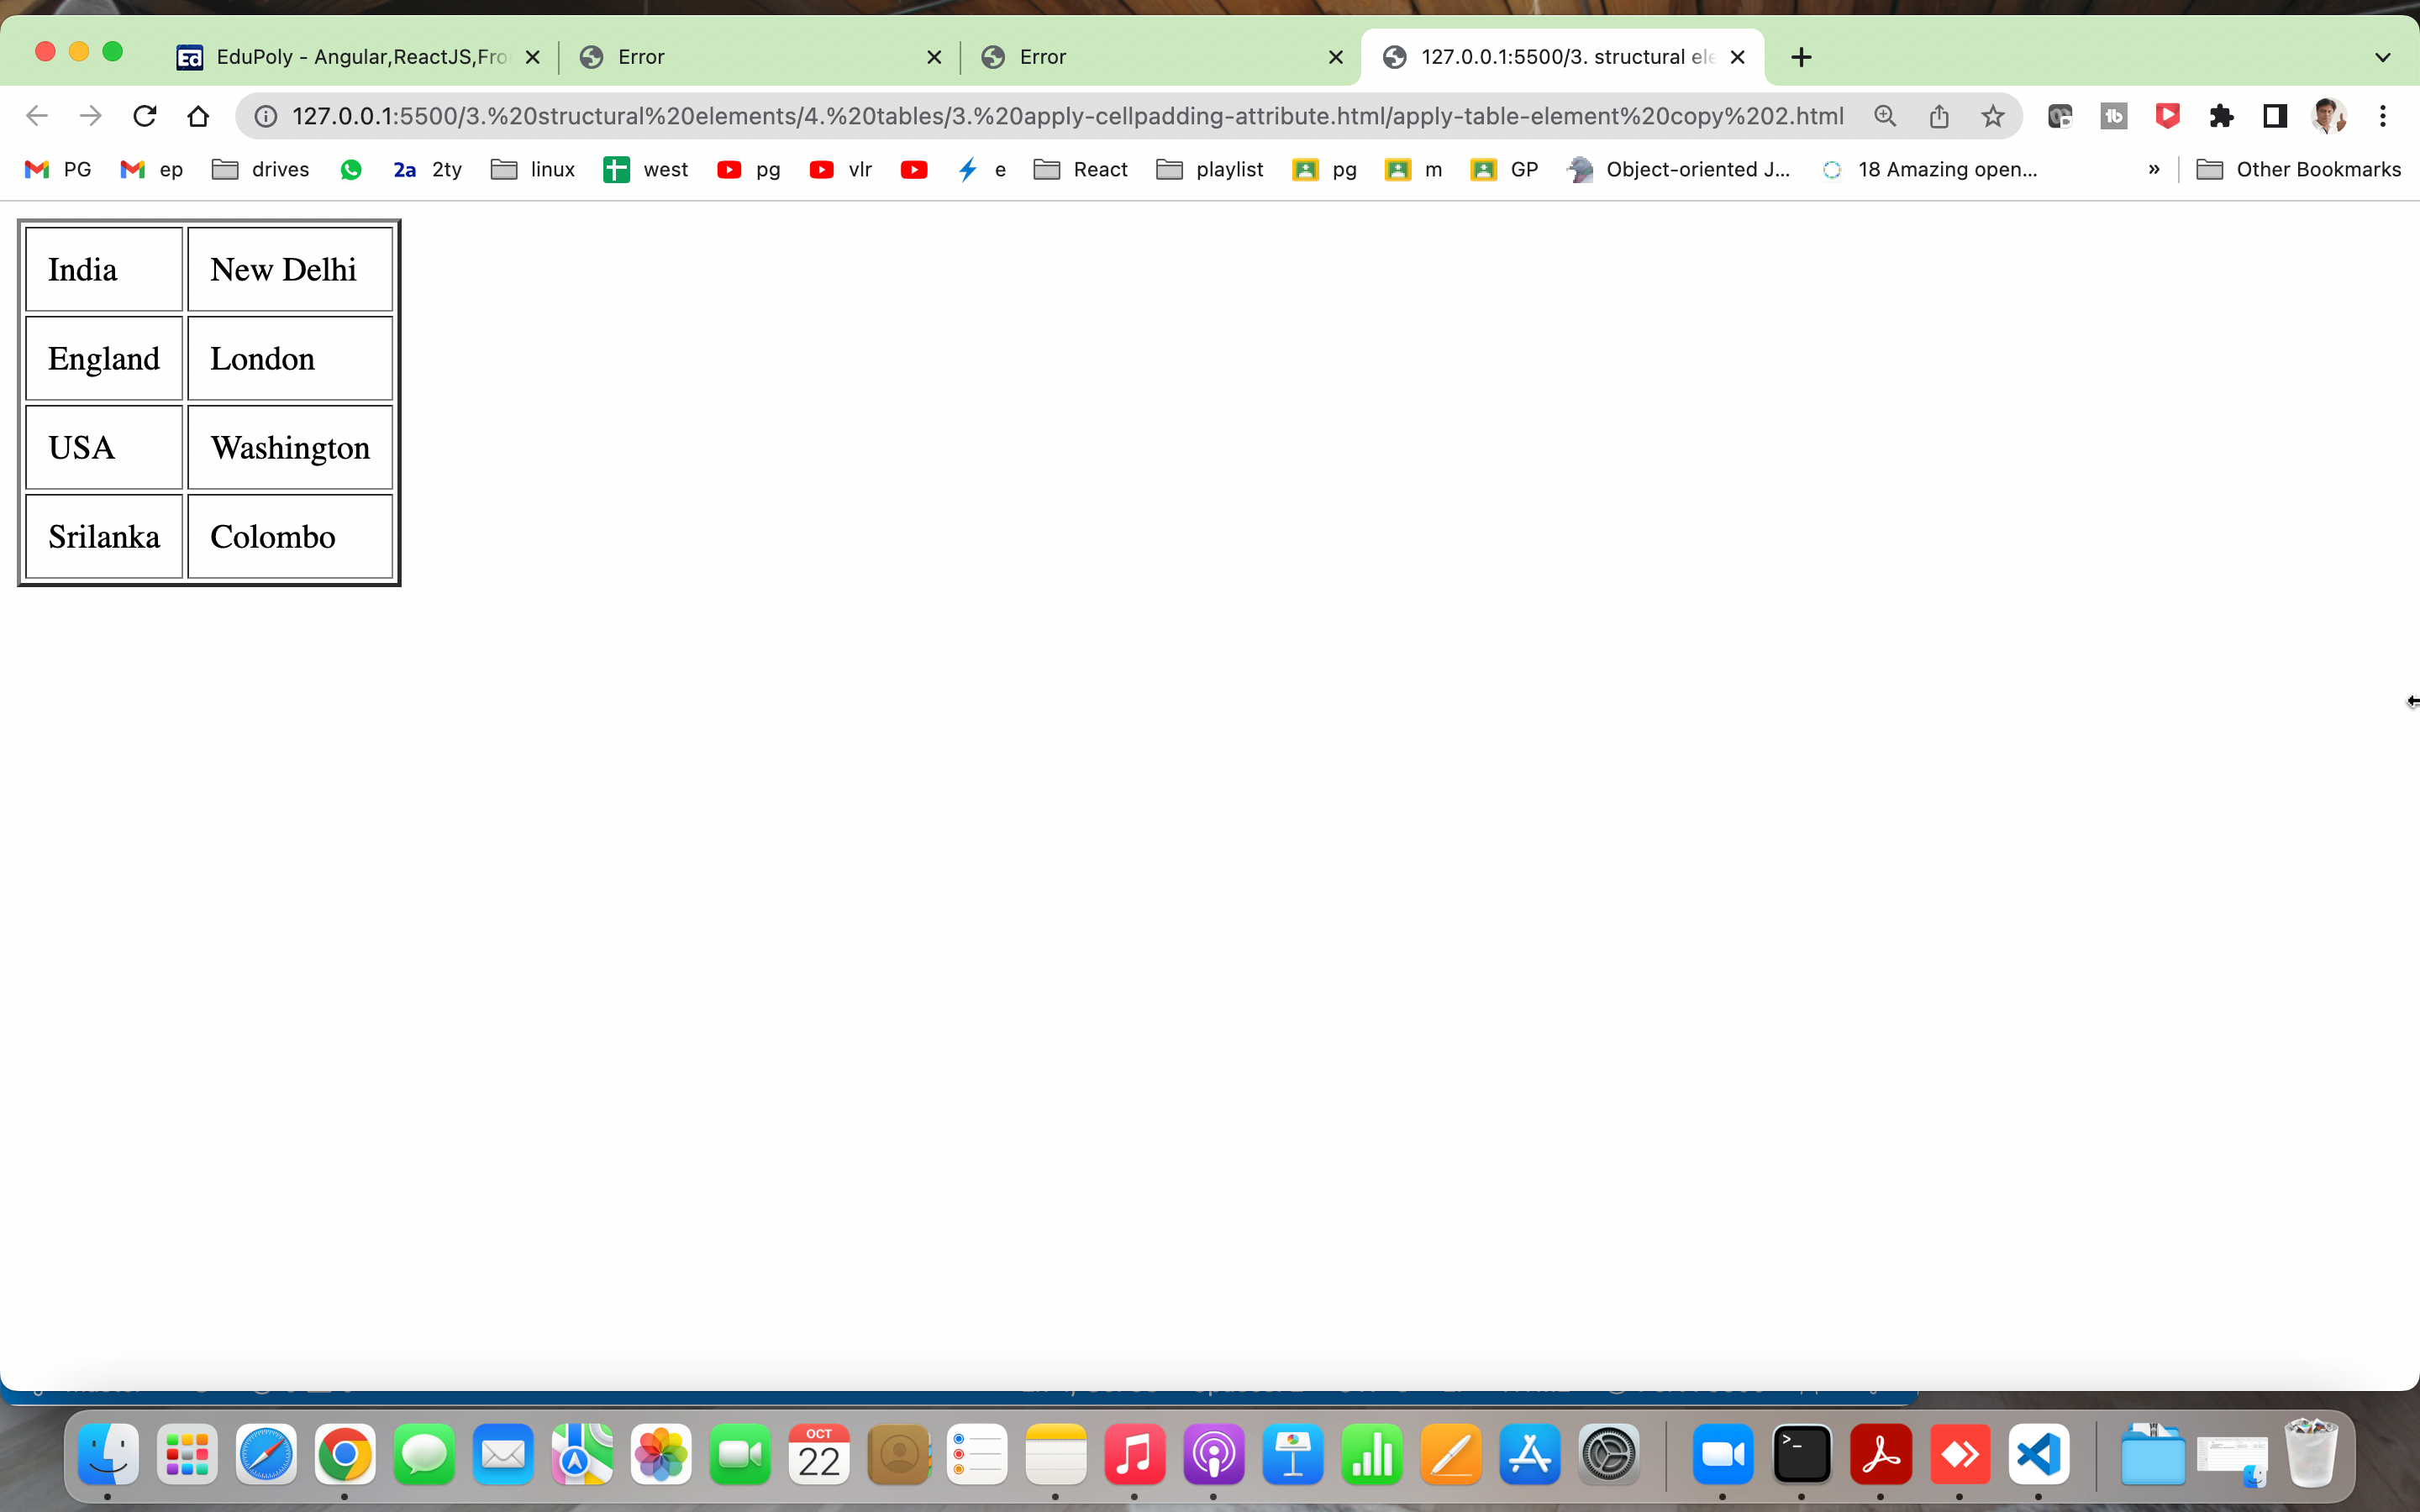 EduPoly - Angular,ReactJS,Fro
Error
Error
127.0.0.1:5500/3. structural ele
127.0.0.1:5500/3.%20structural%20elements/4.%20tables/3.%20apply-cellpadding-attribute.html/apply-table-element%20copy%202.html
PG ep drives 2a 2ty linux west pg vlr e React playlist pg m GP Object-oriented J... 18 Amazing open... » Other Bookmarks
India New Delhi
England London
USA Washington
Srilanka Colombo
OCT
22